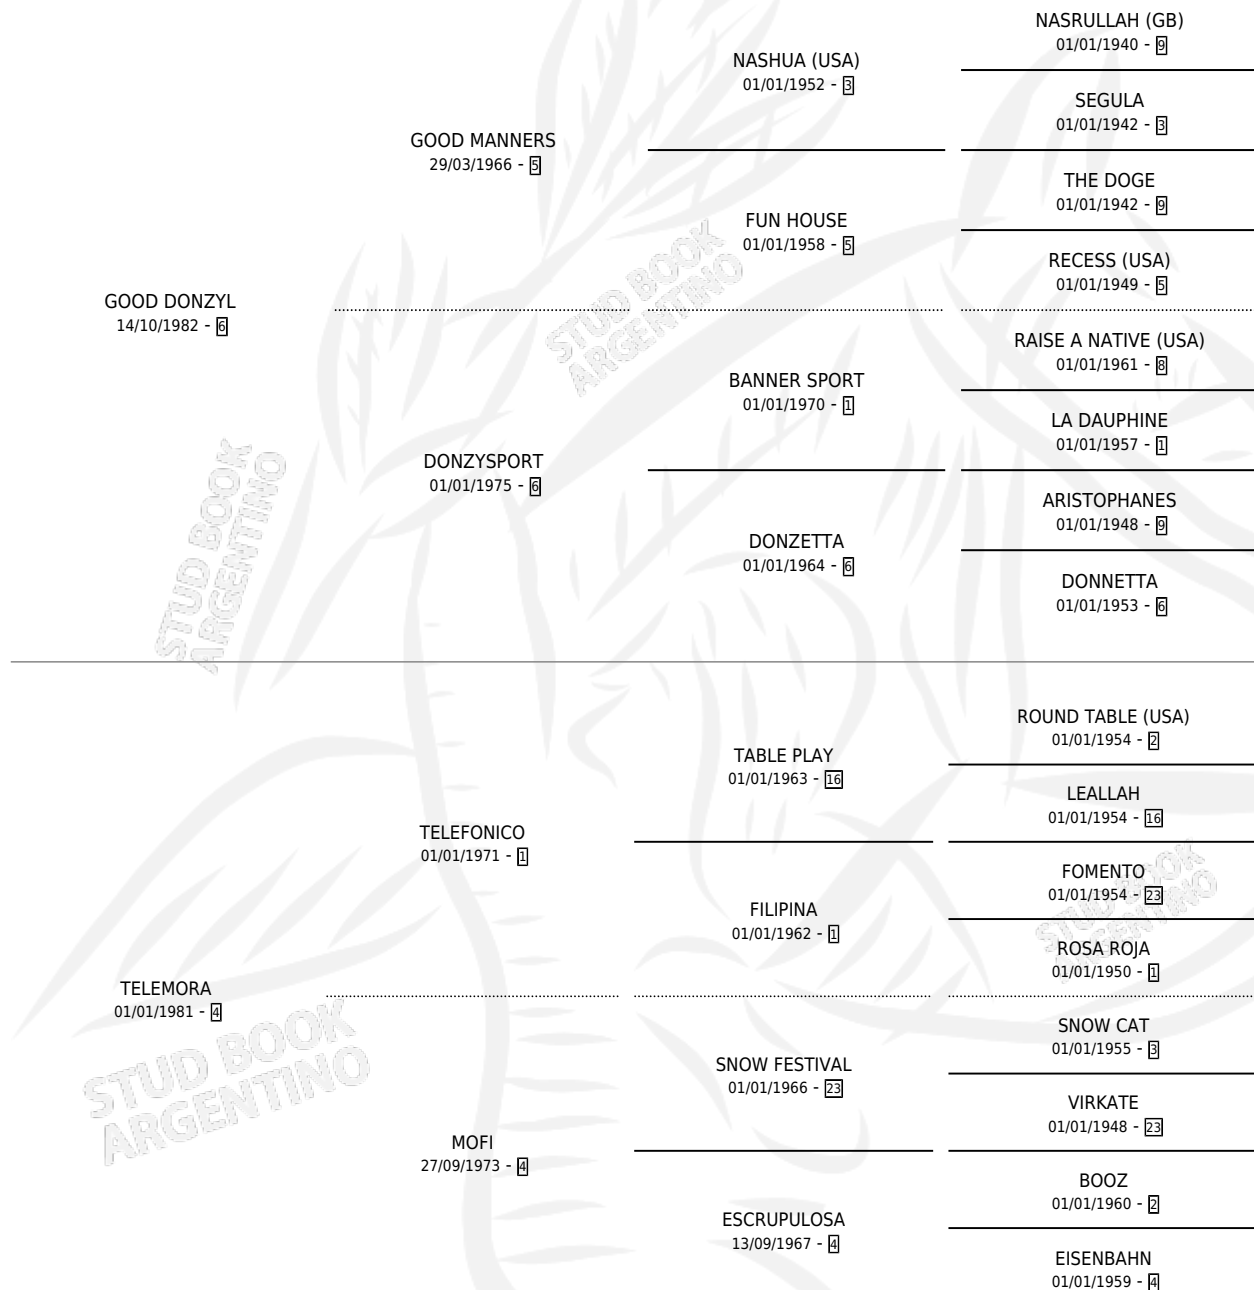 NASRULLAH (GB)
01/01/1940 - 9
NASHUA (USA)
01/01/1952 - 3
SEGULA
01/01/1942 - 3
GOOD MANNERS
29/03/1966 - 5
THE DOGE
01/01/1942 - 9
FUN HOUSE
01/01/1958 - 5
RECESS (USA)
01/01/1949 - 5
GOOD DONZYL
14/10/1982 - 6
RAISE A NATIVE (USA)
01/01/1961 - 8
BANNER SPORT
01/01/1970 - 1
LA DAUPHINE
01/01/1957 - 1
DONZYSPORT
01/01/1975 - 6
ARISTOPHANES
01/01/1948 - 9
DONZETTA
01/01/1964 - 6
DONNETTA
01/01/1953 - 6
ROUND TABLE (USA)
01/01/1954 - 2
TABLE PLAY
01/01/1963 - 16
LEALLAH
01/01/1954 - 16
TELEFONICO
01/01/1971 - 1
FOMENTO
01/01/1954 - 23
FILIPINA
01/01/1962 - 1
ROSA ROJA
01/01/1950 - 1
TELEMORA
01/01/1981 - 4
SNOW CAT
01/01/1955 - 3
SNOW FESTIVAL
01/01/1966 - 23
VIRKATE
01/01/1948 - 23
MOFI
27/09/1973 - 4
BOOZ
01/01/1960 - 2
ESCRUPULOSA
13/09/1967 - 4
EISENBAHN
01/01/1959 - 4
STUD BOOK
ARGENTINO
STUD BOOK
ARGENTINO
STUD BOOK
ARGENTINO
STUD BOOK
ARGENTINO